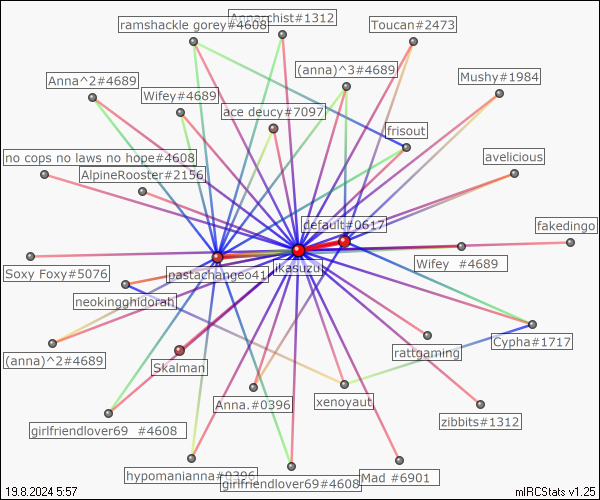 ramshackle gorey#4608
Annarchist#1312
Toucan#2473
Anna^2#4689
(anna)^3#4689
Mushy#1984
Wifey#4689
ace deucy#7097
frisout
no cops no laws no hope#4608
avelicious
AlpineRooster#2156
default#0617
fakedingo
Soxy Foxy#5076
pastachangeo41
ikasuzu
Wifey #4689
neokingghidorah
(anna)^2#4689
Skalman
rattgaming
Cypha#1717
Anna.#0396
xenoyaut
zibbits#1312
girlfriendlover69 #4608
hypomanianna#0396
girlfriendlover69#4608
Mad #6901
19.8.2024 5:57
mIRCStats v1.25